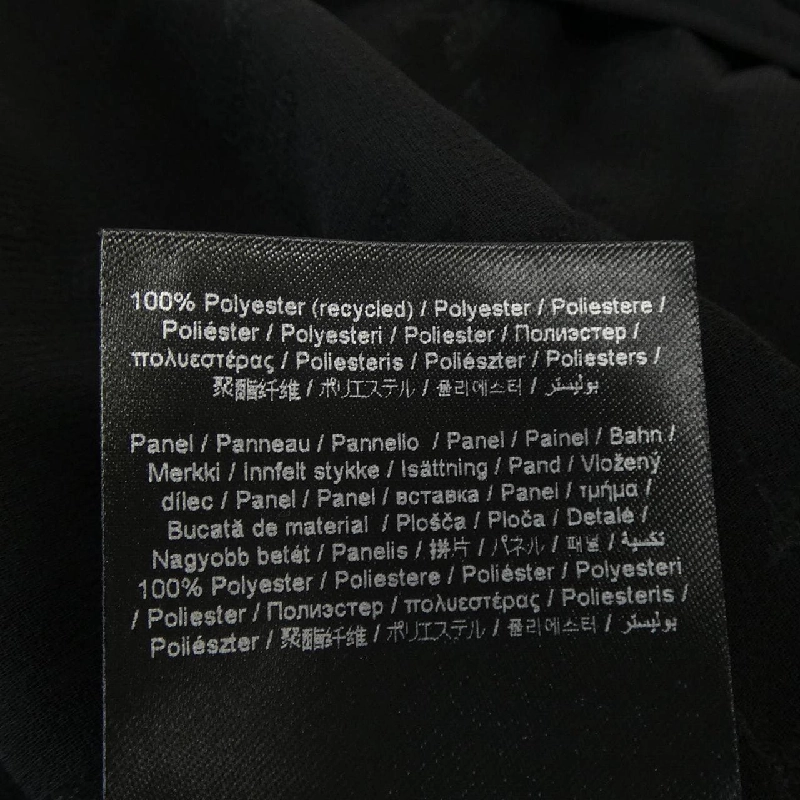 100% Polyester (recycled) / Polyester / Poliestere /
Poliéster / Polyesteri / Poliester / Полиэстер /
πολυεστέρας / Poliesteris / Poliészter / Poliesters /
聚酯纤维 / ポリエステル / 폴리에스터 / بوليستر
Panel / Panneau / Pannello / Panel / Painel / Bahn /
Merkki / Innfelt stykke / Isättning / Pand / Vložený
dílec / Panel / Panel / вставка / Panel / τμήμα /
Bucată de material / Plošča / Ploča / Detale /
Nagyobb betét / Panelis / 拼片 / パネル / 패널 / تكسية
100% Polyester / Poliestere / Poliéster / Polyesteri
/ Poliester / Полиэстер / πολυεστέρας / Poliesteris /
Poliészter / 聚酯纤维 / ポリエステル / 폴리에스터 / بوليستر